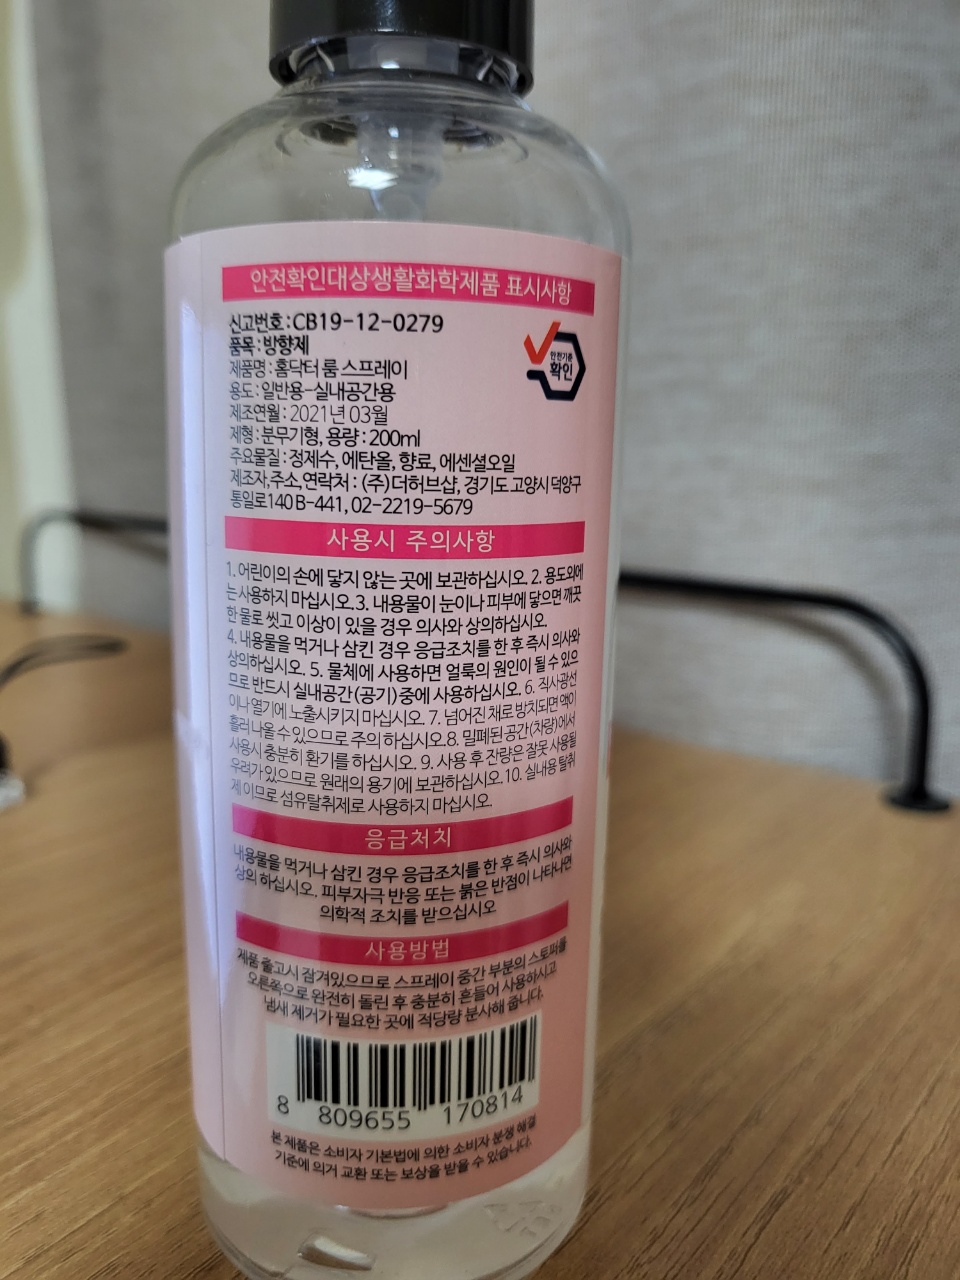 안전확인대상생활화학제품 표시사항
신고번호 : CB19-12-0279
품목 : 방향제
제품명 : 홈닥터 룸 스프레이
용도 : 일반용-실내공간용
제조연월 : 2021년 03월
제형 : 분무기형, 용량 : 200ml
주요물질 : 정제수, 에탄올, 향료, 에센셜오일
제조자,주소,연락처 : (주)더허브샵, 경기도 고양시 덕양구
통일로140 B-441, 02-2219-5679
안전기준
확인
사용시 주의사항
1. 어린이의 손에 닿지 않는 곳에 보관하십시오. 2. 용도외에
는 사용하지 마십시오.3. 내용물이 눈이나 피부에 닿으면 깨끗
한 물로 씻고 이상이 있을 경우 의사와 상의하십시오.
4. 내용물을 먹거나 삼킨 경우 응급조치를 한 후 즉시 의사와
상의하십시오. 5. 물체에 사용하면 얼룩의 원인이 될 수 있으
므로 반드시 실내공간(공기) 중에 사용하십시오. 6. 직사광선
이나 열기에 노출시키지 마십시오. 7. 넘어진 채로 방치되면 액이
흘러 나올 수 있으므로 주의 하십시오.8. 밀폐된 공간(차량)에서
사용시 충분히 환기를 하십시오. 9. 사용 후 잔량은 잘못 사용될
우려가 있으므로 원래의 용기에 보관하십시오.10. 실내용 탈취
제 이므로 섬유탈취제로 사용하지 마십시오.
응급처치
내용물을 먹거나 삼킨 경우 응급조치를 한 후 즉시 의사와
상의 하십시오. 피부자극 반응 또는 붉은 반점이 나타나면
의학적 조치를 받으십시오
사용방법
제품 출고시 잠겨있으므로 스프레이 중간 부분의 스토퍼를
오른쪽으로 완전히 돌린 후 충분히 흔들어 사용하시고
냄새 제거가 필요한 곳에 적당량 분사해 줍니다.
8 809655 170814
본 제품은 소비자 기본법에 의한 소비자 분쟁 해결
기준에 의거 교환 또는 보상을 받을 수 있습니다.